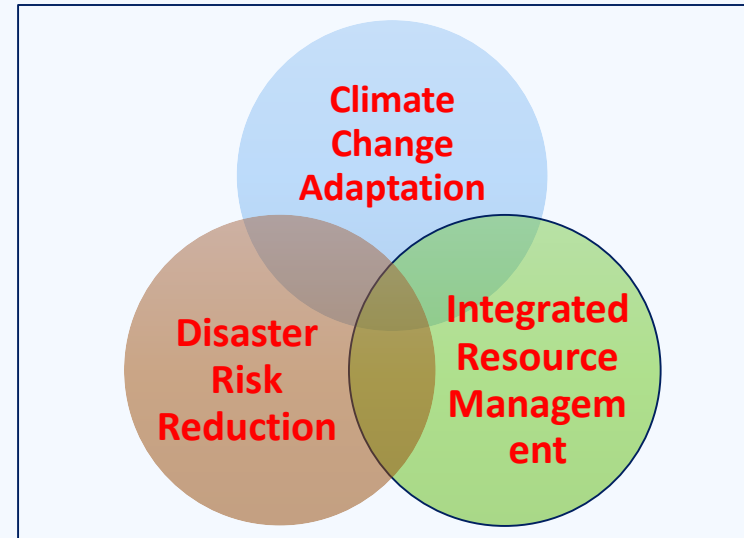 Climate
Change
Adaptation
Disaster
Risk
Reduction
Integrated
Resource
Managem
ent